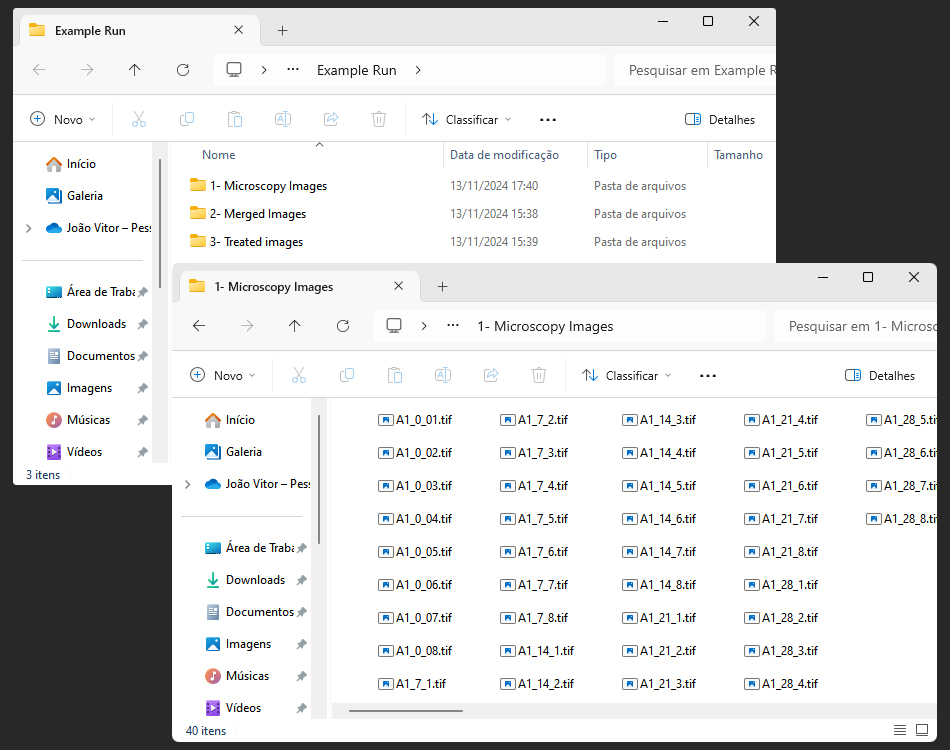 Example Run
Example Run
Pesquisar em Example R
Novo
Classificar
Detalhes
Nome
Data de modificação
Tipo
Tamanho
Início
Galeria
João Vitor – Pess
Área de Traba
Downloads
Documentos
Imagens
Músicas
Vídeos
3 itens
1- Microscopy Images 13/11/2024 17:40 Pasta de arquivos
2- Merged Images 13/11/2024 15:38 Pasta de arquivos
3- Treated images 13/11/2024 15:39 Pasta de arquivos
1- Microscopy Images
1- Microscopy Images
Pesquisar em 1- Microsc
Novo
Classificar
Detalhes
Início
Galeria
João Vitor – Pess
Área de Traba
Downloads
Documentos
Imagens
Músicas
Vídeos
A1_0_01.tif
A1_0_02.tif
A1_0_03.tif
A1_0_04.tif
A1_0_05.tif
A1_0_06.tif
A1_0_07.tif
A1_0_08.tif
A1_7_1.tif
A1_7_2.tif
A1_7_3.tif
A1_7_4.tif
A1_7_5.tif
A1_7_6.tif
A1_7_7.tif
A1_7_8.tif
A1_14_1.tif
A1_14_2.tif
A1_14_3.tif
A1_14_4.tif
A1_14_5.tif
A1_14_6.tif
A1_14_7.tif
A1_14_8.tif
A1_21_1.tif
A1_21_2.tif
A1_21_3.tif
A1_21_4.tif
A1_21_5.tif
A1_21_6.tif
A1_21_7.tif
A1_21_8.tif
A1_28_1.tif
A1_28_2.tif
A1_28_3.tif
A1_28_4.tif
A1_28_5.tif
A1_28_6.tif
A1_28_7.tif
A1_28_8.tif
40 itens